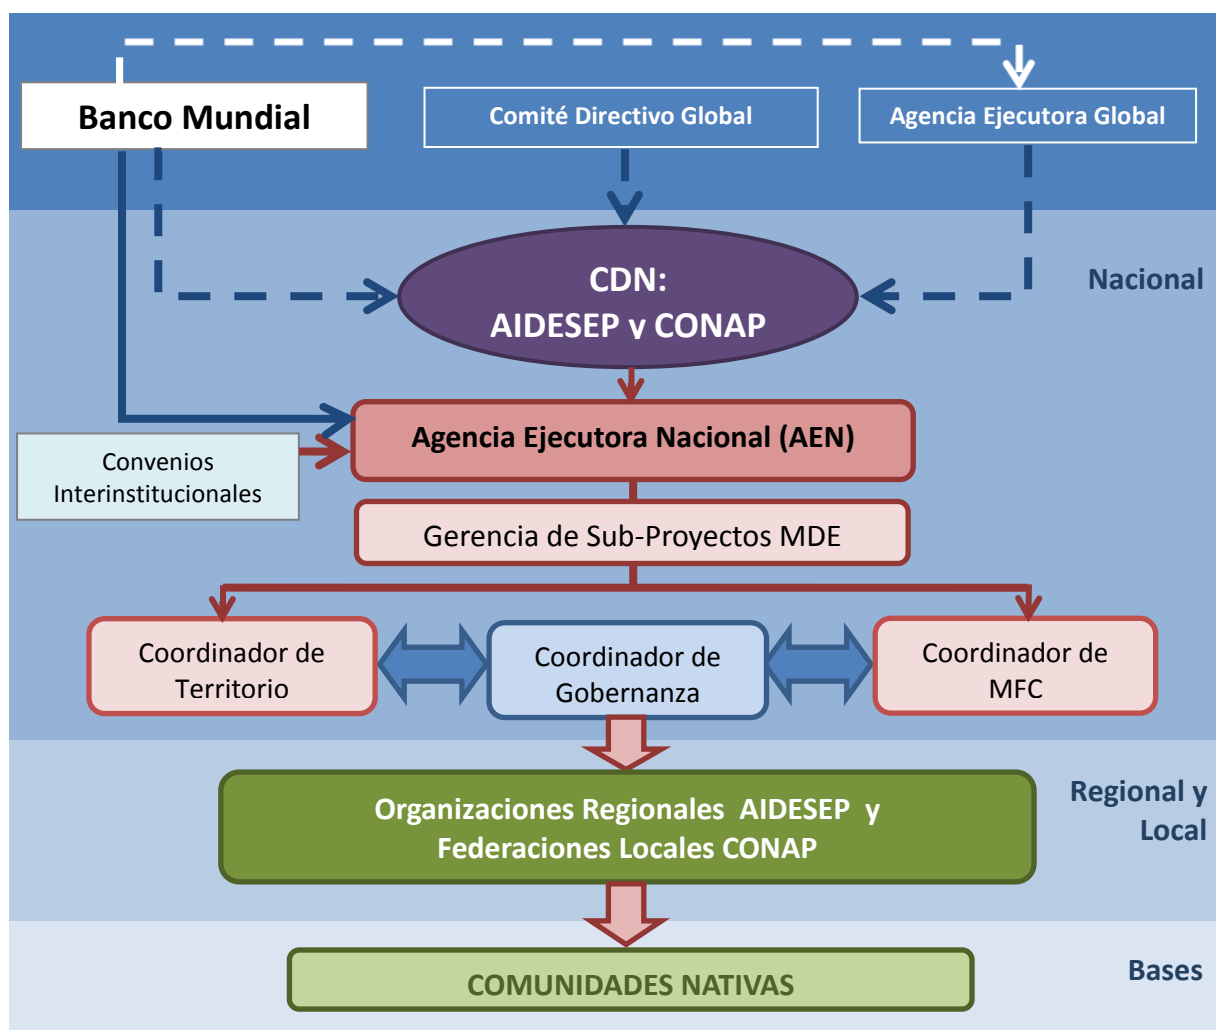 Banco Mundial
Comité Directivo Global
Agencia Ejecutora Global
CDN:
AIDESEP y CONAP
Nacional
Agencia Ejecutora Nacional (AEN)
Convenios
Interinstitucionales
Gerencia de Sub-Proyectos MDE
Coordinador de
Territorio
Coordinador de
Gobernanza
Coordinador de
MFC
Organizaciones Regionales AIDESEP y
Federaciones Locales CONAP
Regional y
Local
COMUNIDADES NATIVAS
Bases